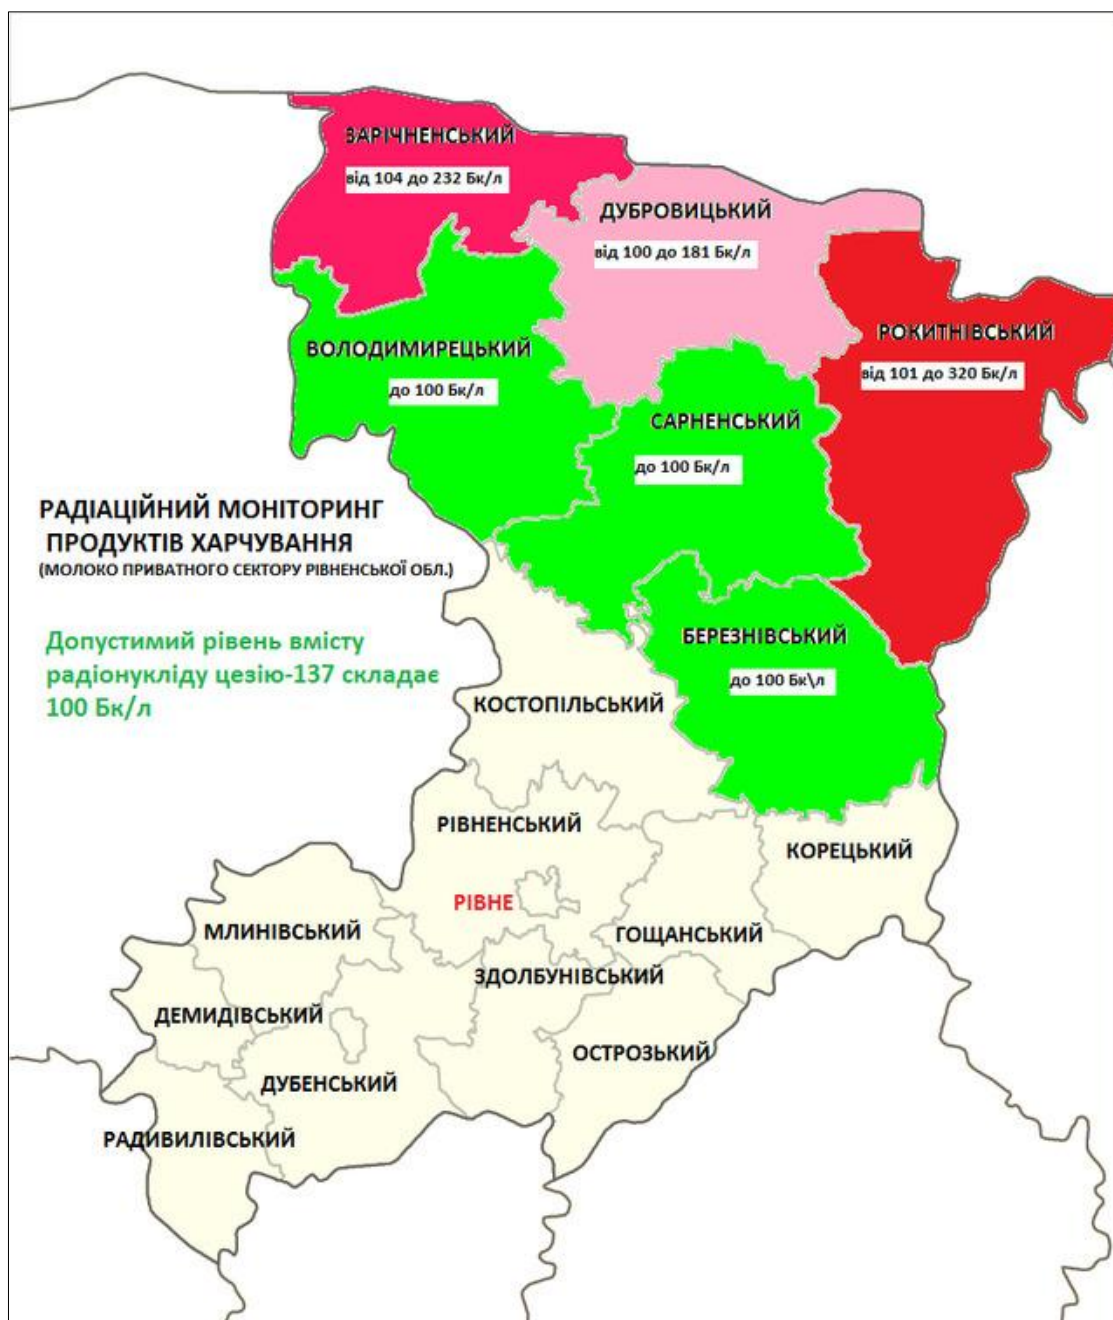 ЗАРІЧНЕНСЬКИЙ
від 104 до 232 Бк/л
ДУБРОВИЦЬКИЙ
від 100 до 181 Бк/л
РОКИТНІВСЬКИЙ
від 101 до 320 Бк/л
ВОЛОДИМИРЕЦЬКИЙ
до 100 Бк/л
САРНЕНСЬКИЙ
до 100 Бк/л
РАДІАЦІЙНИЙ МОНІТОРИНГ
ПРОДУКТІВ ХАРЧУВАННЯ
(МОЛОКО ПРИВАТНОГО СЕКТОРУ РІВНЕНСЬКОЇ ОБЛ.)
Допустимий рівень вмісту
радіонукліду цезію-137 складає
100 Бк/л
БЕРЕЗНІВСЬКИЙ
до 100 Бк\л
КОСТОПІЛЬСЬКИЙ
РІВНЕНСЬКИЙ
КОРЕЦЬКИЙ
РІВНЕ
МЛИНІВСЬКИЙ
ГОЩАНСЬКИЙ
ЗДОЛБУНІВСЬКИЙ
ДЕМИДІВСЬКИЙ
ОСТРОЗЬКИЙ
ДУБЕНСЬКИЙ
РАДИВИЛІВСЬКИЙ